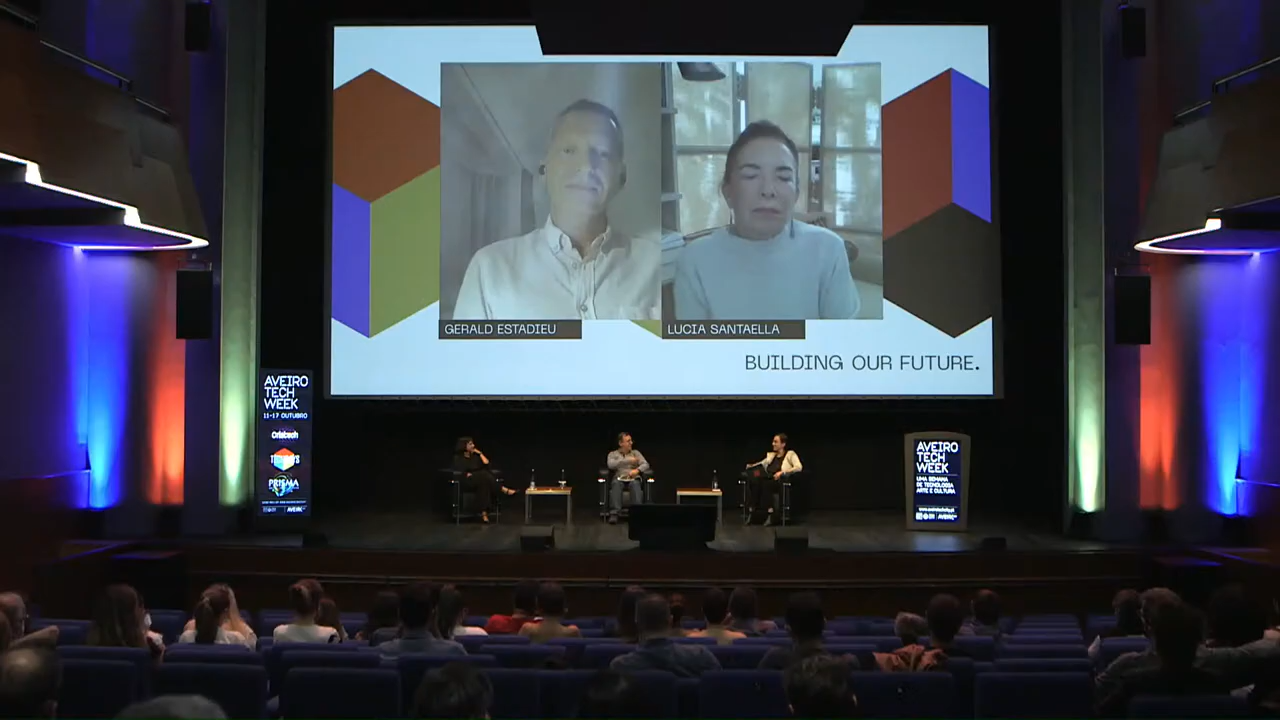 GERALD ESTADIEU
LUCIA SANTAELLA
BUILDING OUR FUTURE.
AVEIRO
TECH
WEEK
11-17 OUTUBRO
PRISMA
AVEIRO
TECH
WEEK
UMA SEMANA
DE TECNOLOGIA
ARTE E CULTURA